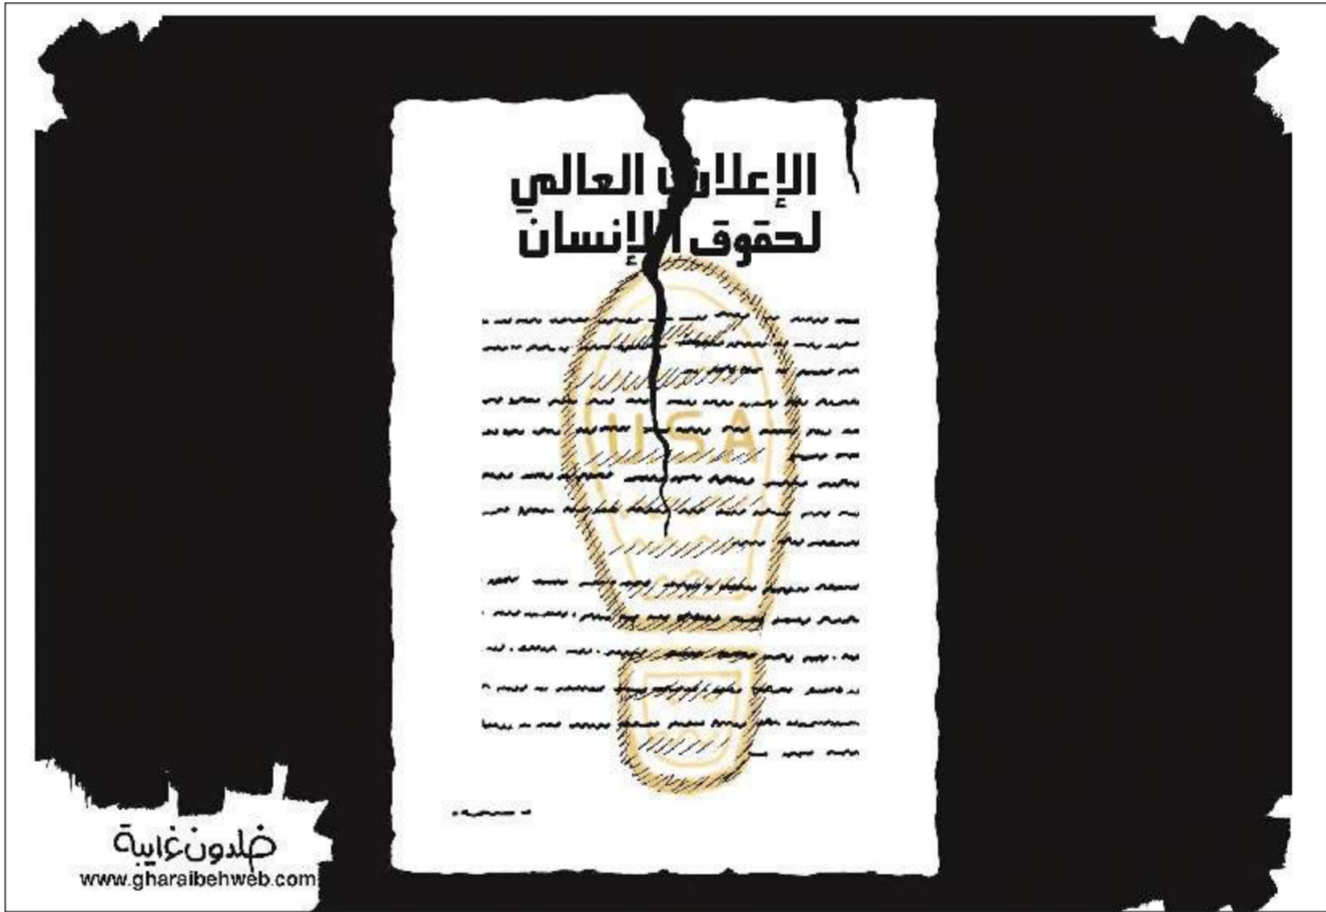 الإعلان العالمي
لحقوق الإنسان
USA
خلدون غرايبة
www.gharaibehweb.com